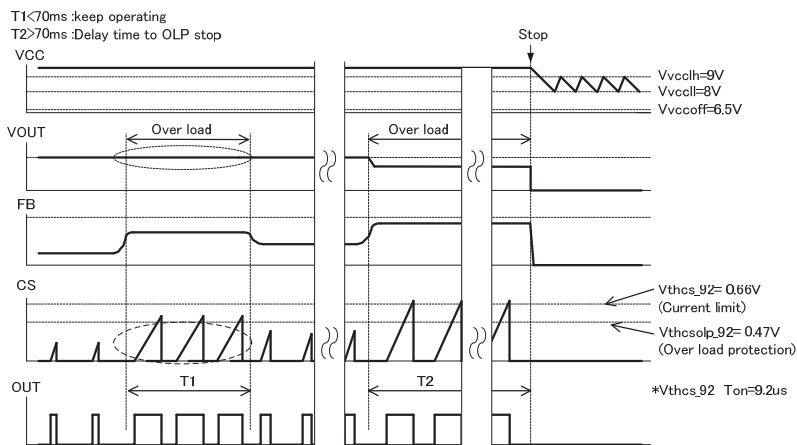 T1<70ms :keep operating
T2>70ms :Delay time to OLP stop
Stop
VCC
Vvcclh=9V
Vvccll=8V
Vvccoff=6.5V
VOUT
Over load
Over load
FB
CS
Vthcs_92= 0.66V
(Current limit)
Vthcsolp_92= 0.47V
(Over load protection)
T1
T2
OUT
*Vthcs_92 Ton=9.2us